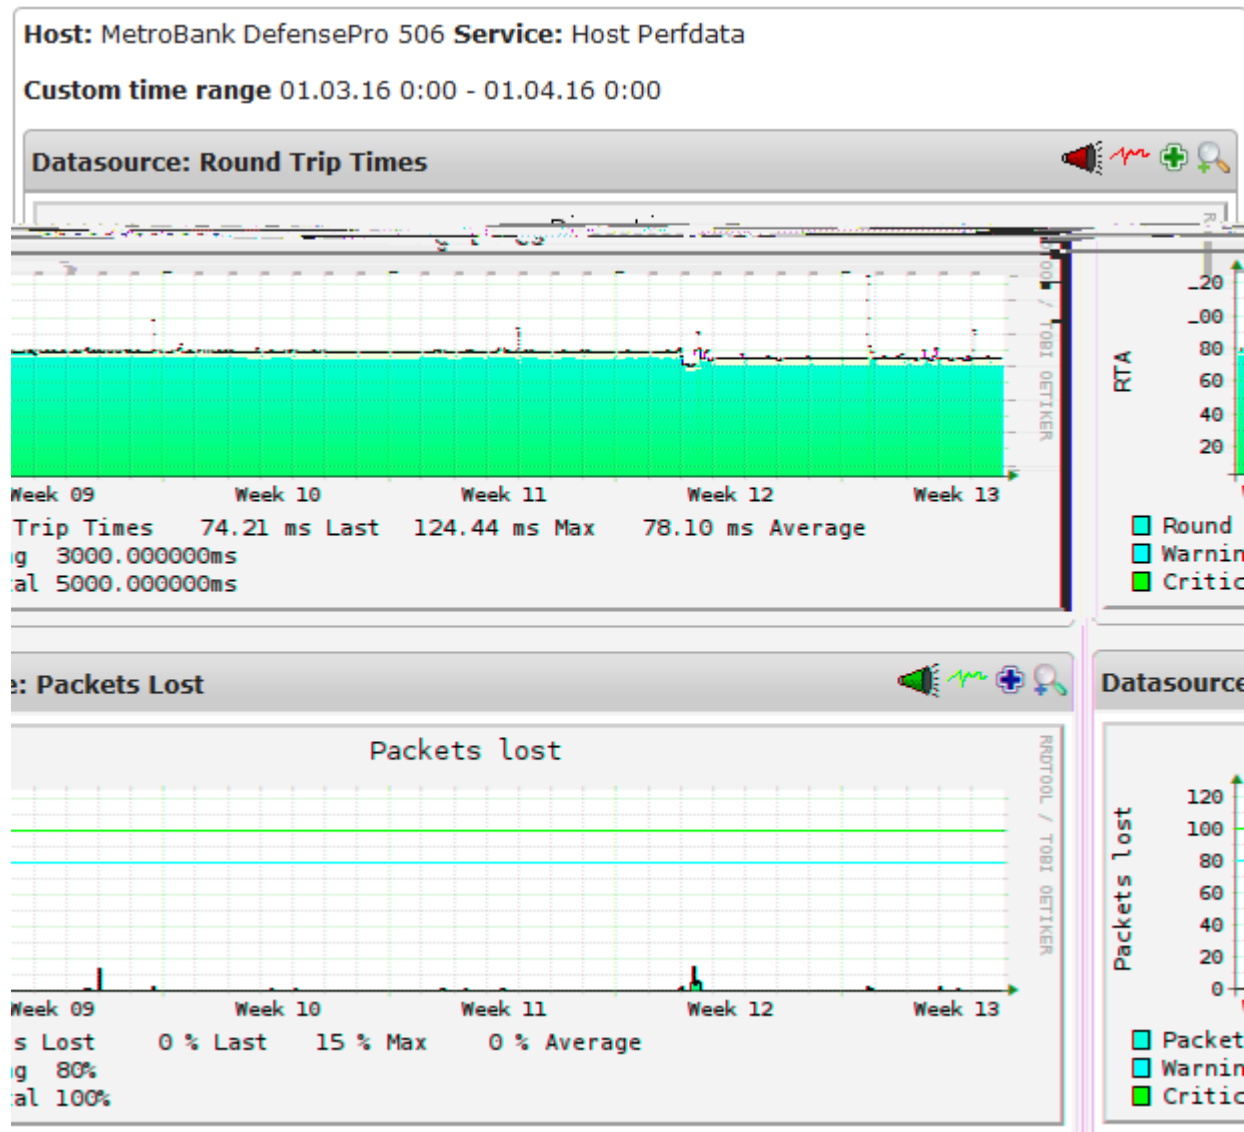 Host: MetroBank DefensePro 506 Service: Host Perfdata
Custom time range 01.03.16 0:00 - 01.04.16 0:00
Datasource: Round Trip Times
RTA
_20
_00
80
60
40
20
TOBI OETIKER
Week 09 Week 10 Week 11 Week 12 Week 13
Trip Times 74.21 ms Last 124.44 ms Max 78.10 ms Average
g 3000.000000ms
al 5000.000000ms
Round
Warnin
Critic
: Packets Lost
Datasource
Packets lost
RRDTOOL / TOBI OETIKER
Packets lost
120
100
80
60
40
20
0
Week 09 Week 10 Week 11 Week 12 Week 13
s Lost 0 % Last 15 % Max 0 % Average
g 80%
al 100%
Packet
Warnin
Critic